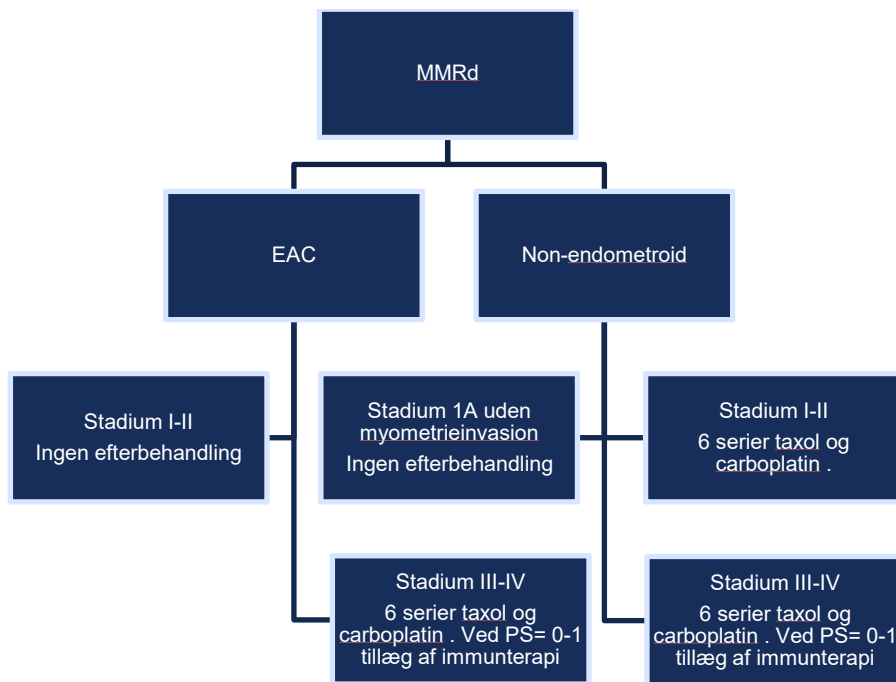 MMRd
EAC
Non-endometroid
Stadium I-II
Ingen efterbehandling
Stadium 1A uden
myometrieinvasion
Ingen efterbehandling
Stadium I-II
6 serier taxol og
carboplatin .
Stadium III-IV
6 serier taxol og
carboplatin . Ved PS= 0-1
tillæg af immunterapi
Stadium III-IV
6 serier taxol og
carboplatin . Ved PS= 0-1
tillæg af immunterapi